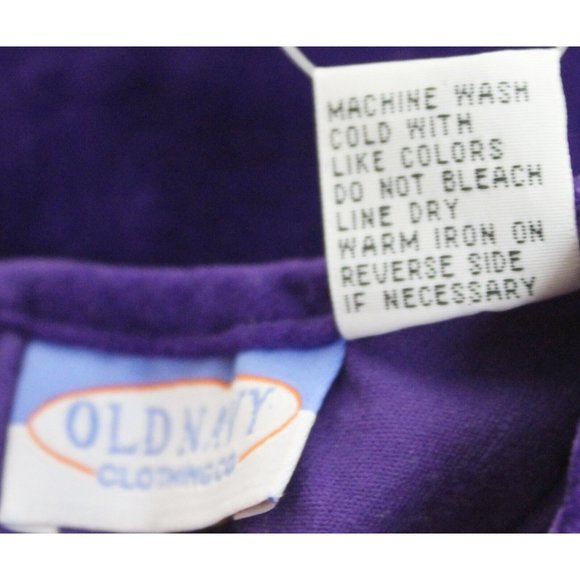 MACHINE WASH
COLD WITH
LIKE COLORS
DO NOT BLEACH
LINE DRY
WARM IRON ON
REVERSE SIDE
IF NECESSARY
OLD NAVY
CLOTHING CO